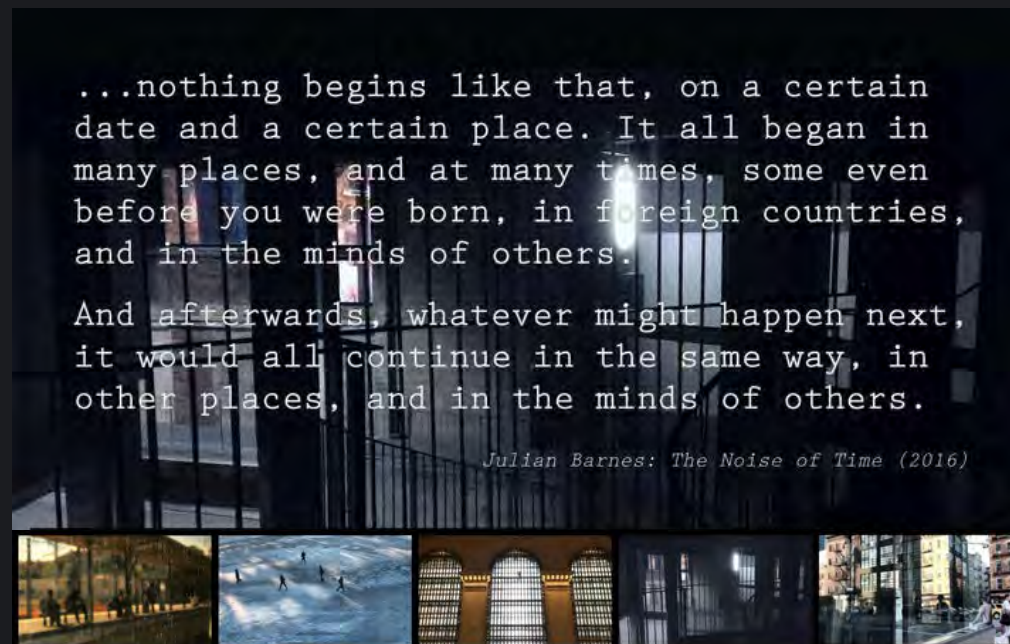 ...nothing begins like that, on a certain
date and a certain place. It all began in
many places, and at many times, some even
before you were born, in foreign countries,
and in the minds of others.
And afterwards, whatever might happen next,
it would all continue in the same way, in
other places, and in the minds of others.
Julian Barnes: The Noise of Time (2016)